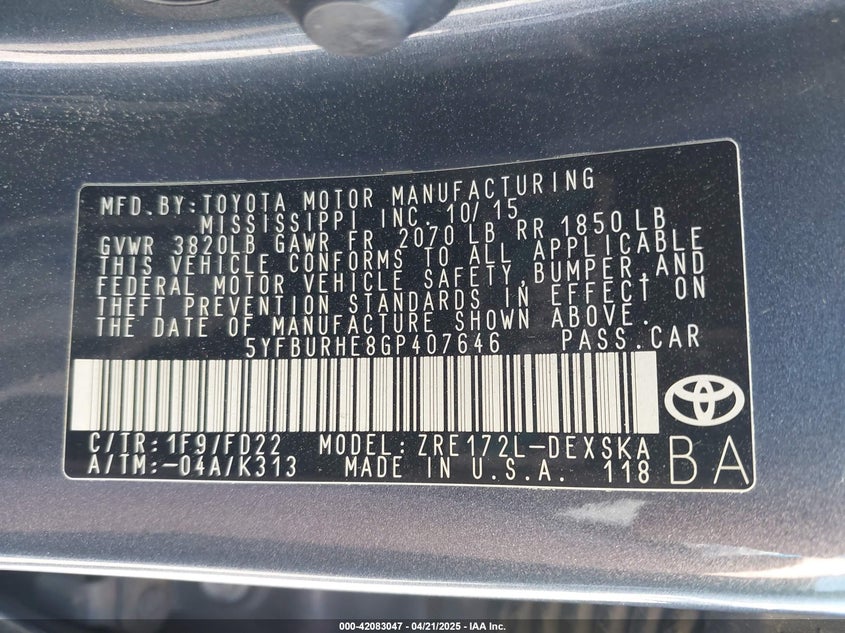 MFD.BY:TOYOTA MOTOR MANUFACTURING
MISSISSIPPI INC. 10/15
GVWR 3820LB GAWR FR 2070 LB RR 1850 LB
THIS VEHICLE CONFORMS TO ALL APPLICABLE
FEDERAL MOTOR VEHICLE SAFETY,BUMPER,AND
THEFT PREVENTION STANDARDS IN EFFECT ON
THE DATE OF MANUFACTURE SHOWN ABOVE.
5YFBURHE8GP407646 PASS.CAR
C/TR:1F9/FD22 MODEL:ZRE172L-DEXSKA
A/TM:-04A/K313 MADE IN U.S.A. 118
BA
000-42083047 - 04/21/2025 - IAA Inc.